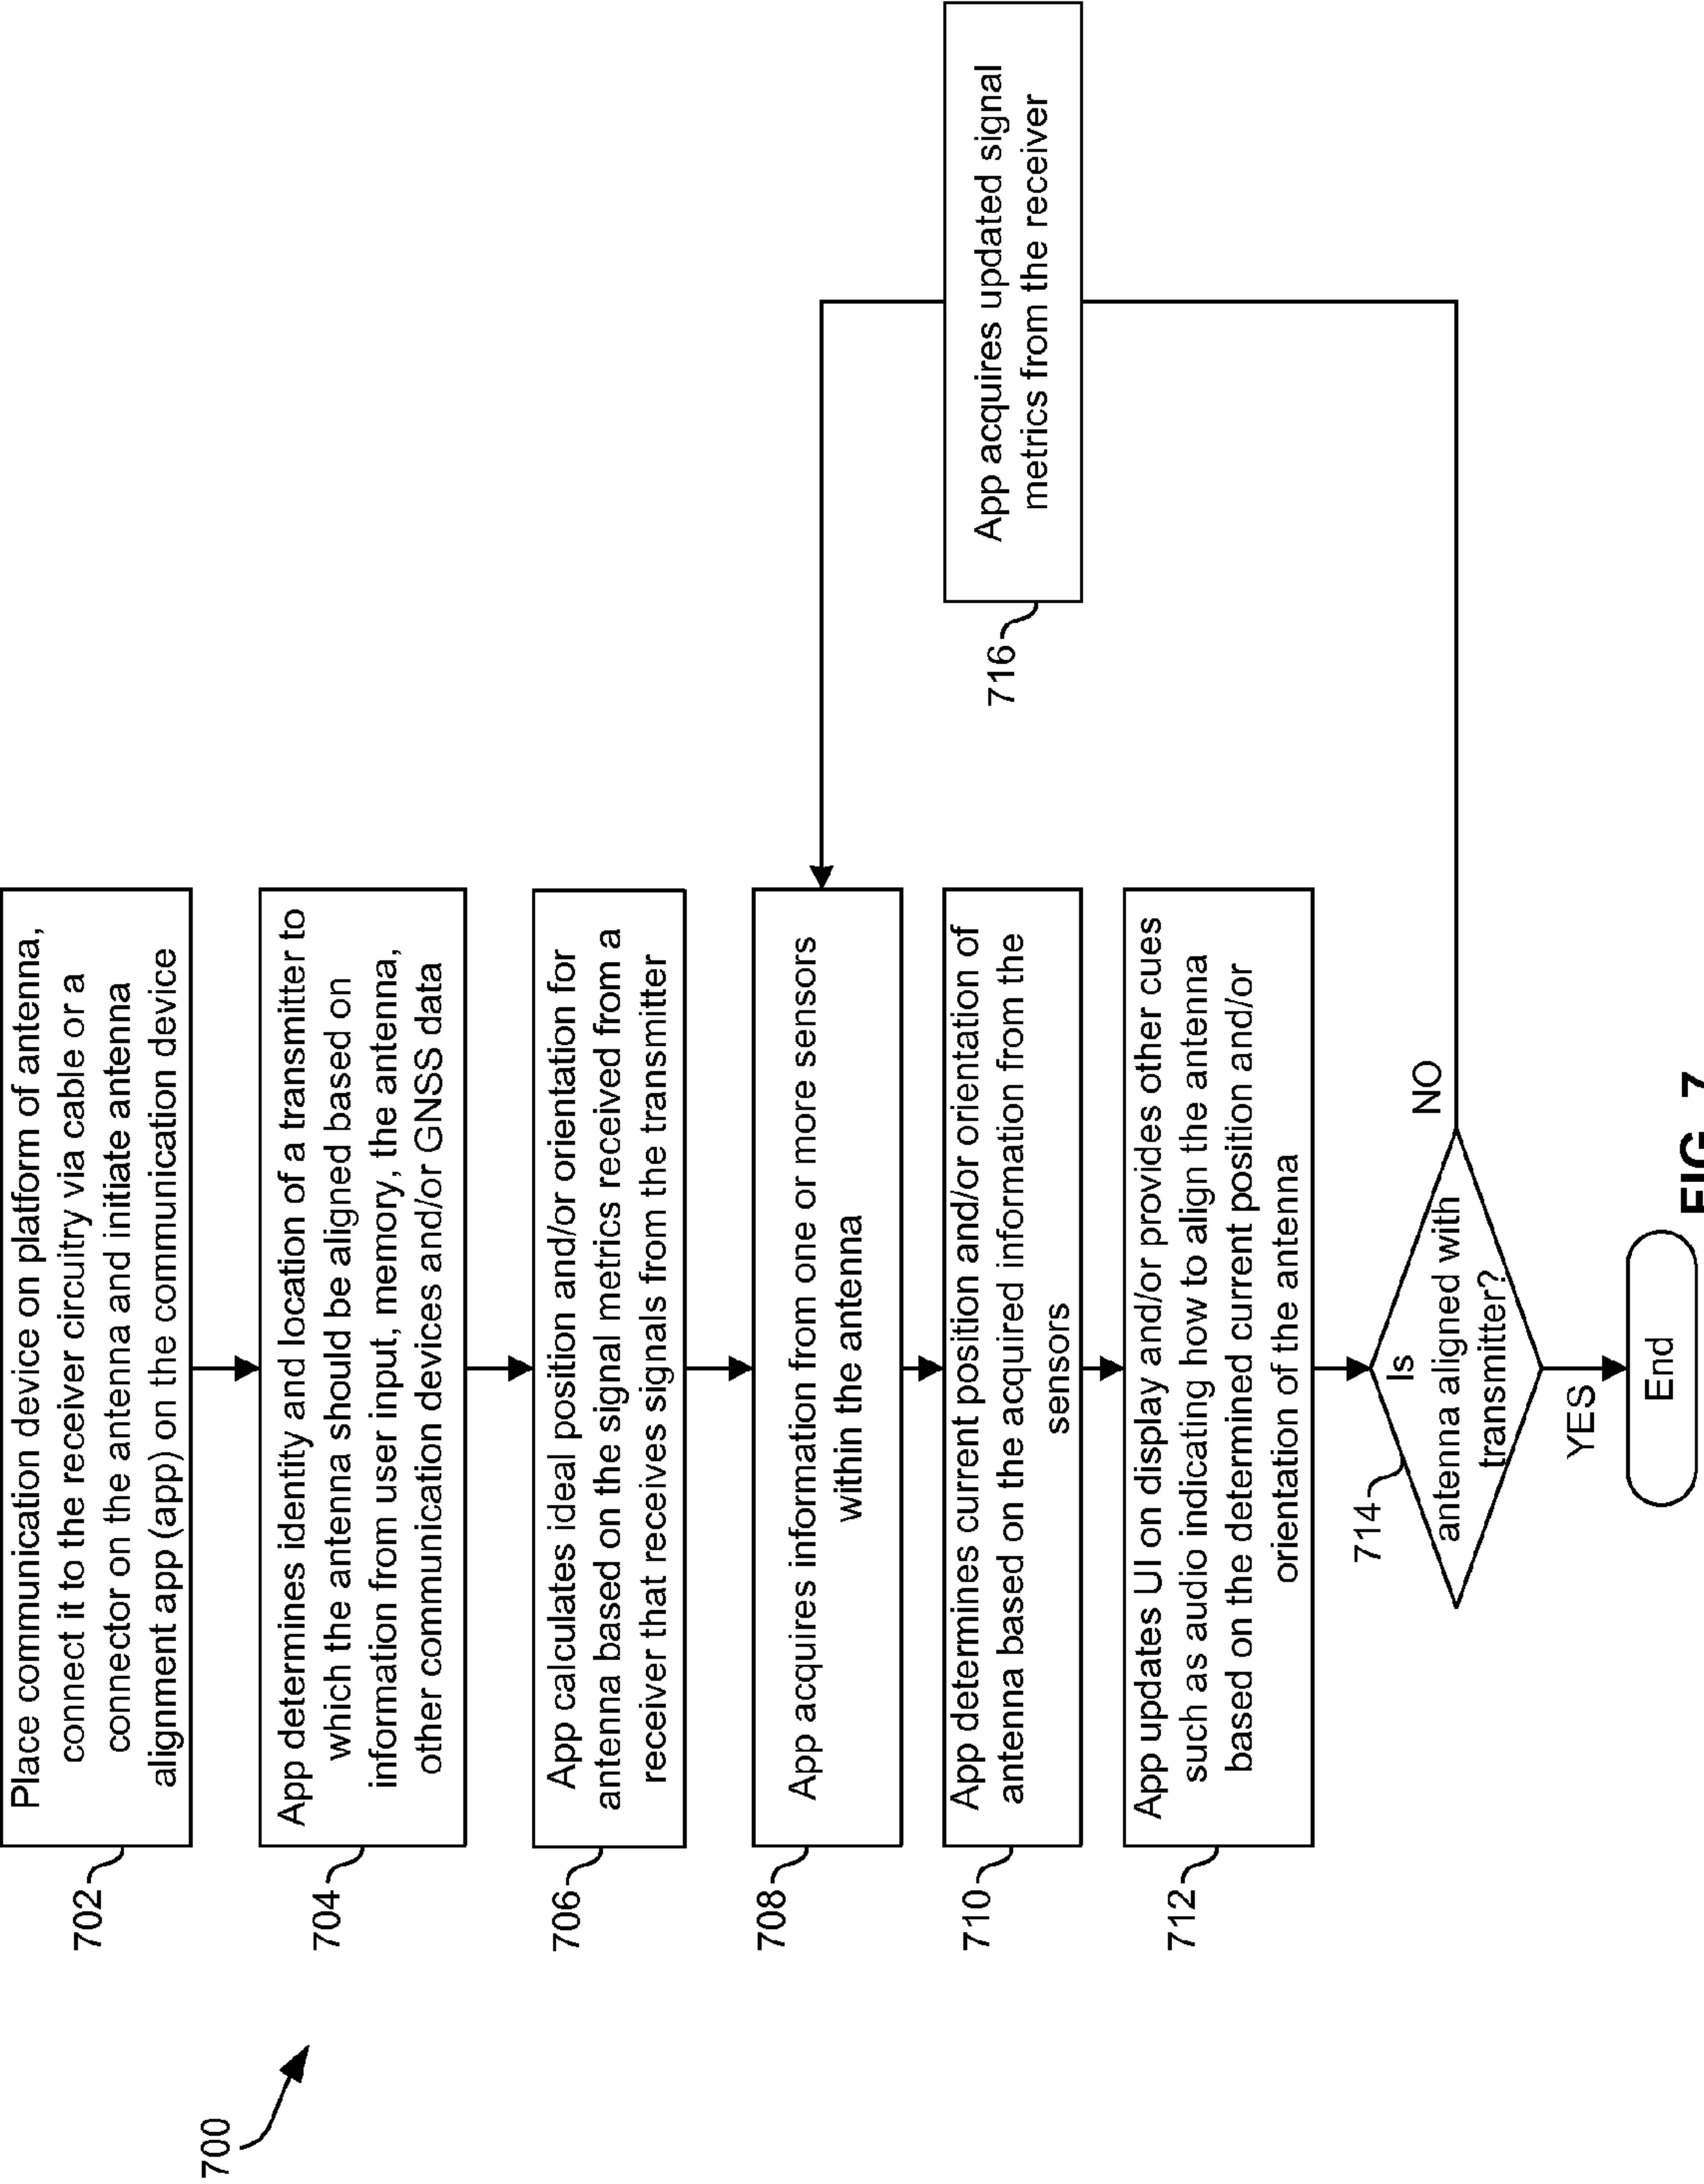 700
702
Place communication device on platform of antenna,
connect it to the receiver circuitry via cable or a
connector on the antenna and initiate antenna
alignment app (app) on the communication device
704
App determines identity and location of a transmitter to
which the antenna should be aligned based on
information from user input, memory, the antenna,
other communication devices and/or GNSS data
706
App calculates ideal position and/or orientation for
antenna based on the signal metrics received from a
receiver that receives signals from the transmitter
708
App acquires information from one or more sensors
within the antenna
710
App determines current position and/or orientation of
antenna based on the acquired information from the
sensors
712
App updates UI on display and/or provides other cues
such as audio indicating how to align the antenna
based on the determined current position and/or
orientation of the antenna
714
Is
antenna aligned with
transmitter?
NO
716
App acquires updated signal
metrics from the receiver
YES
End
FIG. 7